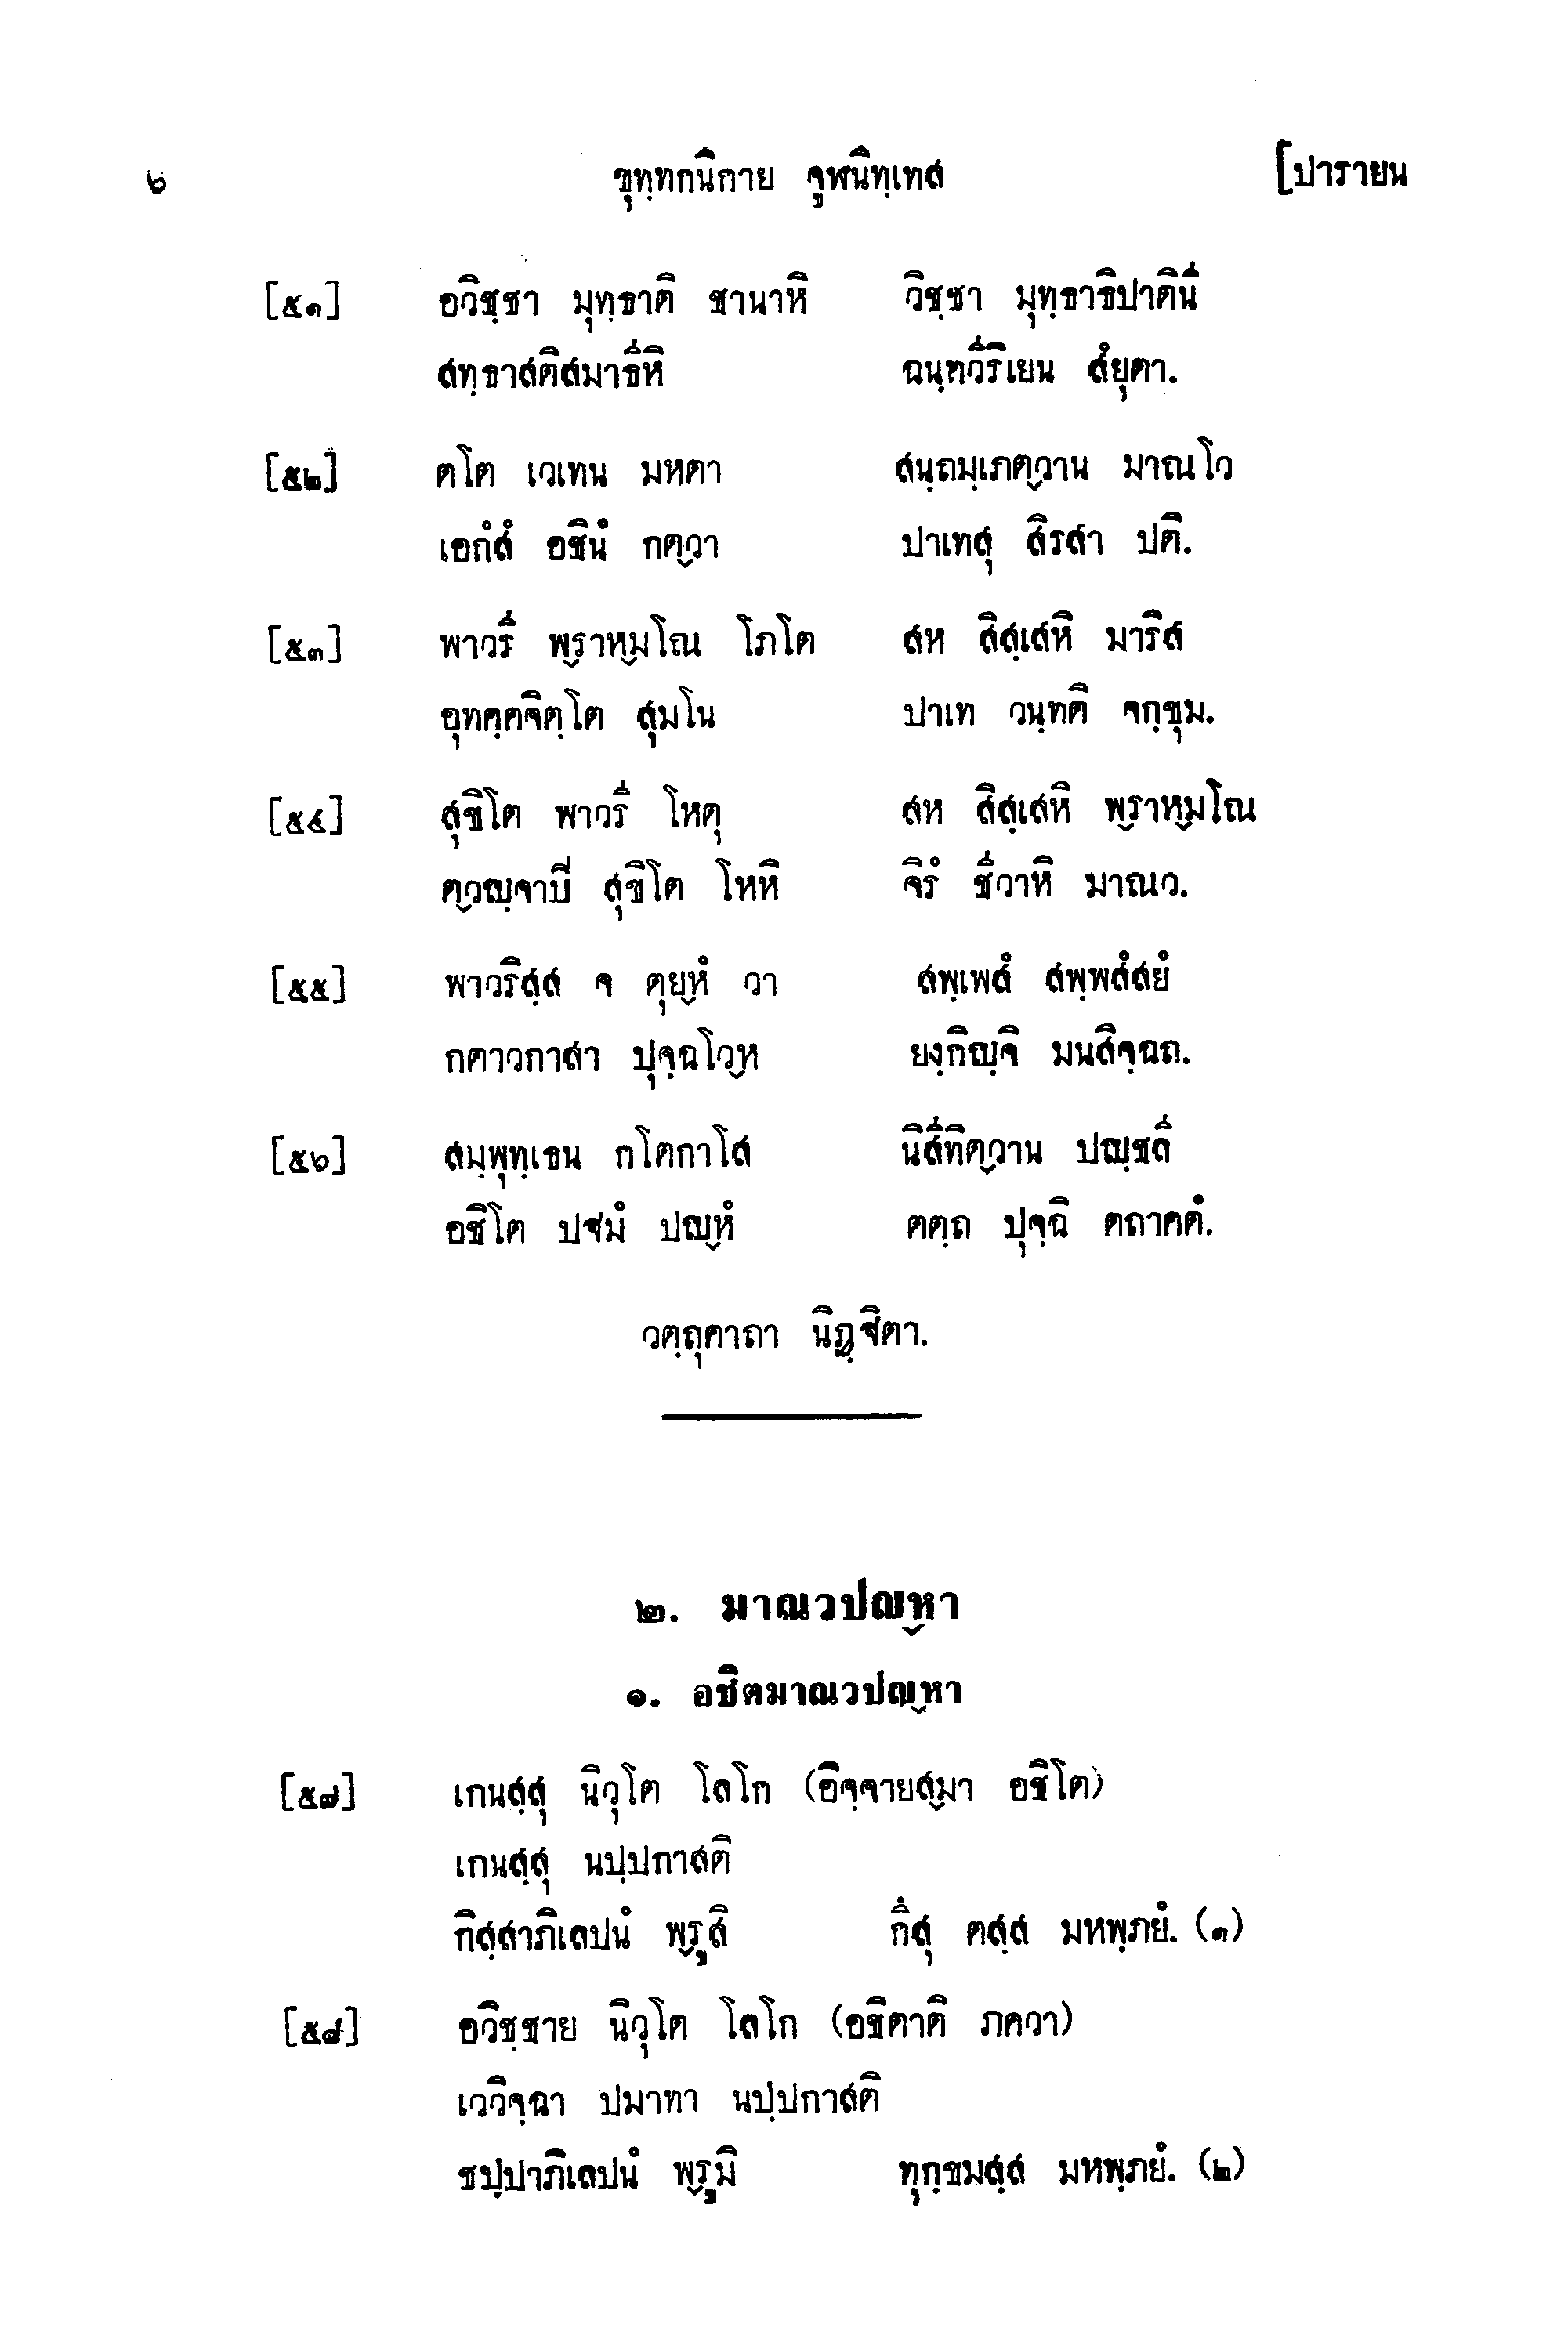 ๖ ขุทฺทกนิกาย จูฬนิทฺเทส [ปารายน
[๕๑] อวิชฺชา มุทฺธาติ ชานาหิ วิชฺชา มุทฺธาธิปาตินี
สทฺธาสติสมาธีหิ ฉนฺทวีริเยน สํยุตา.
[๕๒] ตโต เวเทน มหตา สนฺถมฺเภต๎วาน มาณโว
เอกํสํ อชินํ กต๎วา ปาเทสุ สิรสา ปติ.
[๕๓] พาวรี พ๎ราห๎มโณ โภโต สห สิสฺเสหิ มาริส
อุทคฺคจิตฺโต สุมโน ปาเท วนฺทติ จกฺขุม.
[๕๔] สุขิโต พาวรี โหตุ สห สิสฺเสหิ พ๎ราห๎มโณ
ต๎วญฺจาปี สุขิโต โหหิ จิรํ ชีวาหิ มาณว.
[๕๕] พาวริสฺส จ ตุย๎หํ วา สพฺเพสํ สพฺพสํสยํ
กตาวกาสา ปุจฺฉโว๎ห ยงฺกิญฺจิ มนสิจฺฉถ.
[๕๖] สมฺพุทฺเธน กโตกาโส นิสีทิต๎วาน ปญฺชลี
อชิโต ปฐมํ ปญ๎หํ ตตฺถ ปุจฺฉิ ตถาคตํ.
วตฺถุคาถา นิฏฺฐิตา.
๒. มาณวปญ๎หา
๑. อชิตมาณวปญ๎หา
[๕๗] เกนสฺสุ นิวุโต โลโก (อิจฺจายส๎มา อชิโต)
เกนสฺสุ นปฺปกาสติ
กิสฺสาภิเลปนํ พ๎รูสิ กึสุ ตสฺส มหพฺภยํ. (๑)
[๕๘] อวิชฺชาย นิวุโต โลโก (อชิตาติ ภควา)
เววิจฺฉา ปมาทา นปฺปกาสติ
ชปฺปาภิเลปนํ พ๎รูมิ ทุกฺขมสฺส มหพฺภยํ. (๒)